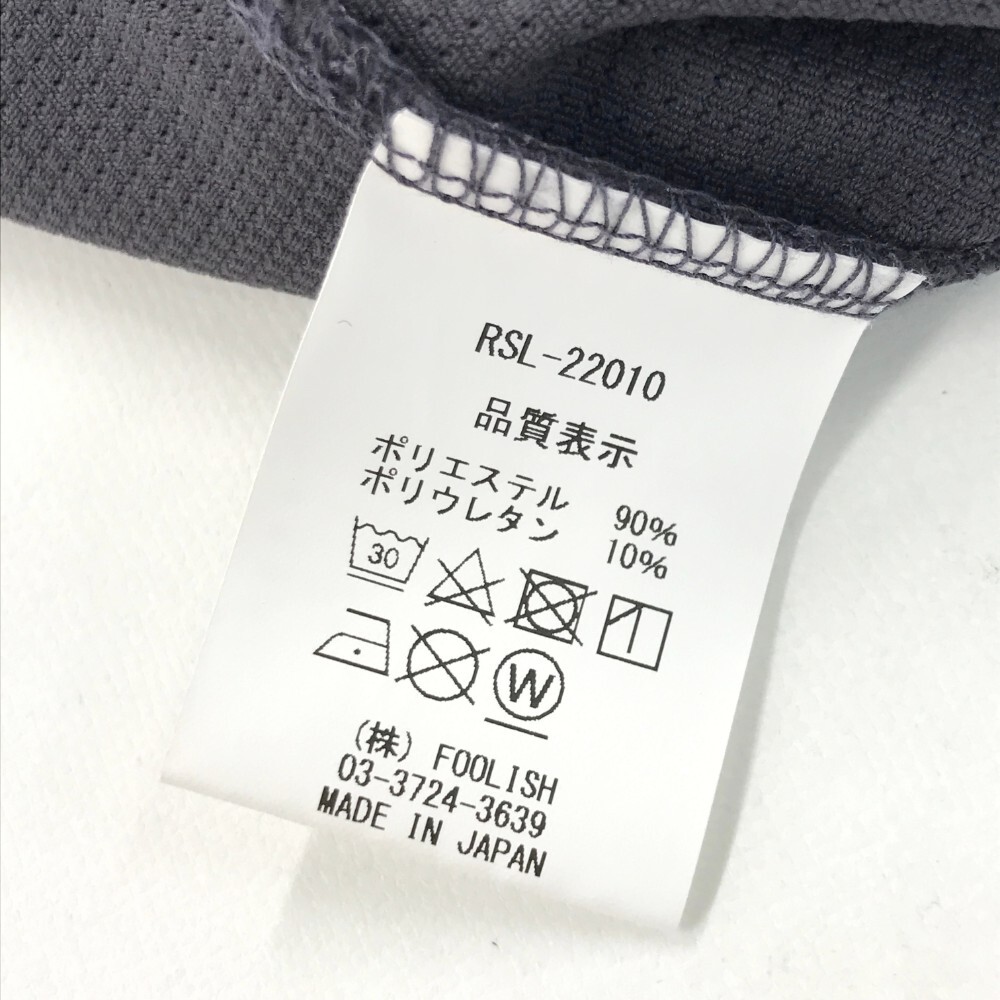 RSL-22010
品質表示
ポリエステル 90%
ポリウレタン 10%
30
W
(株) FOOLISH
03-3724-3639
MADE IN JAPAN